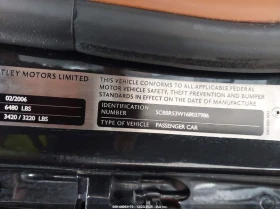 TLEY MOTORS LIMITED
THIS VEHICLE CONFORMS TO ALL APPLICABLE FEDERAL
MOTOR VEHICLE SAFETY, THEFT PREVENTION AND BUMPER
STANDARDS IN EFFECT ON THE DATE OF MANUFACTURE
02/2006
6480 LBS
3420 / 3220 LBS
IDENTIFICATION
NUMBER
TYPE OF VEHICLE
PASSENGER CAR